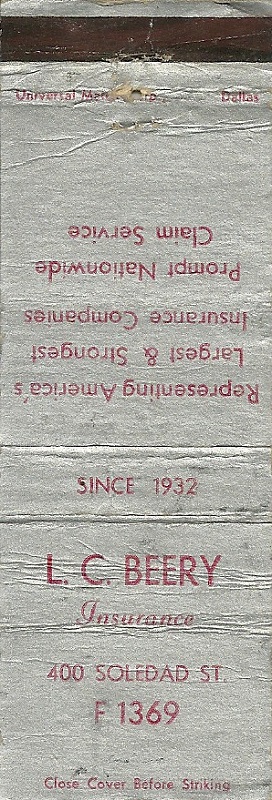 Universal Dallas
Representing America's
Largest & Strongest
Insurance Companies
Prompt Nationwide
Claim Service
SINCE 1932
L. C. BEERY
Insurance
400 SOLEDAD ST.
F 1369
Close Cover Before Striking